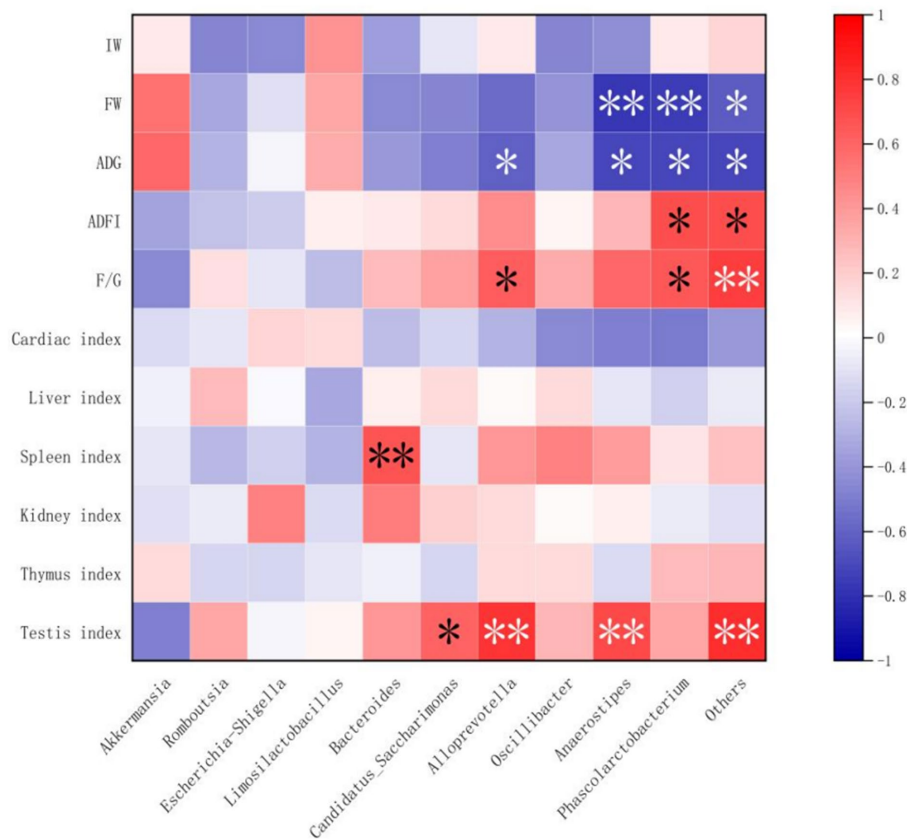 IW
FW
ADG
ADFI
F/G
Cardiac index
Liver index
Spleen index
Kidney index
Thymus index
Testis index
** ** *
* * * *
* *
* * **
**
* ** ** **
Akkermansia
Romboutsia
Escherichia-Shigella
Limosilactobacillus
Bacteroides
Candidatus_Saccharimonas
Alloprevotella
Oscillibacter
Anaerostipes
Phascolarctobacterium
Others
1
0.8
0.6
0.4
0.2
0
-0.2
-0.4
-0.6
-0.8
-1